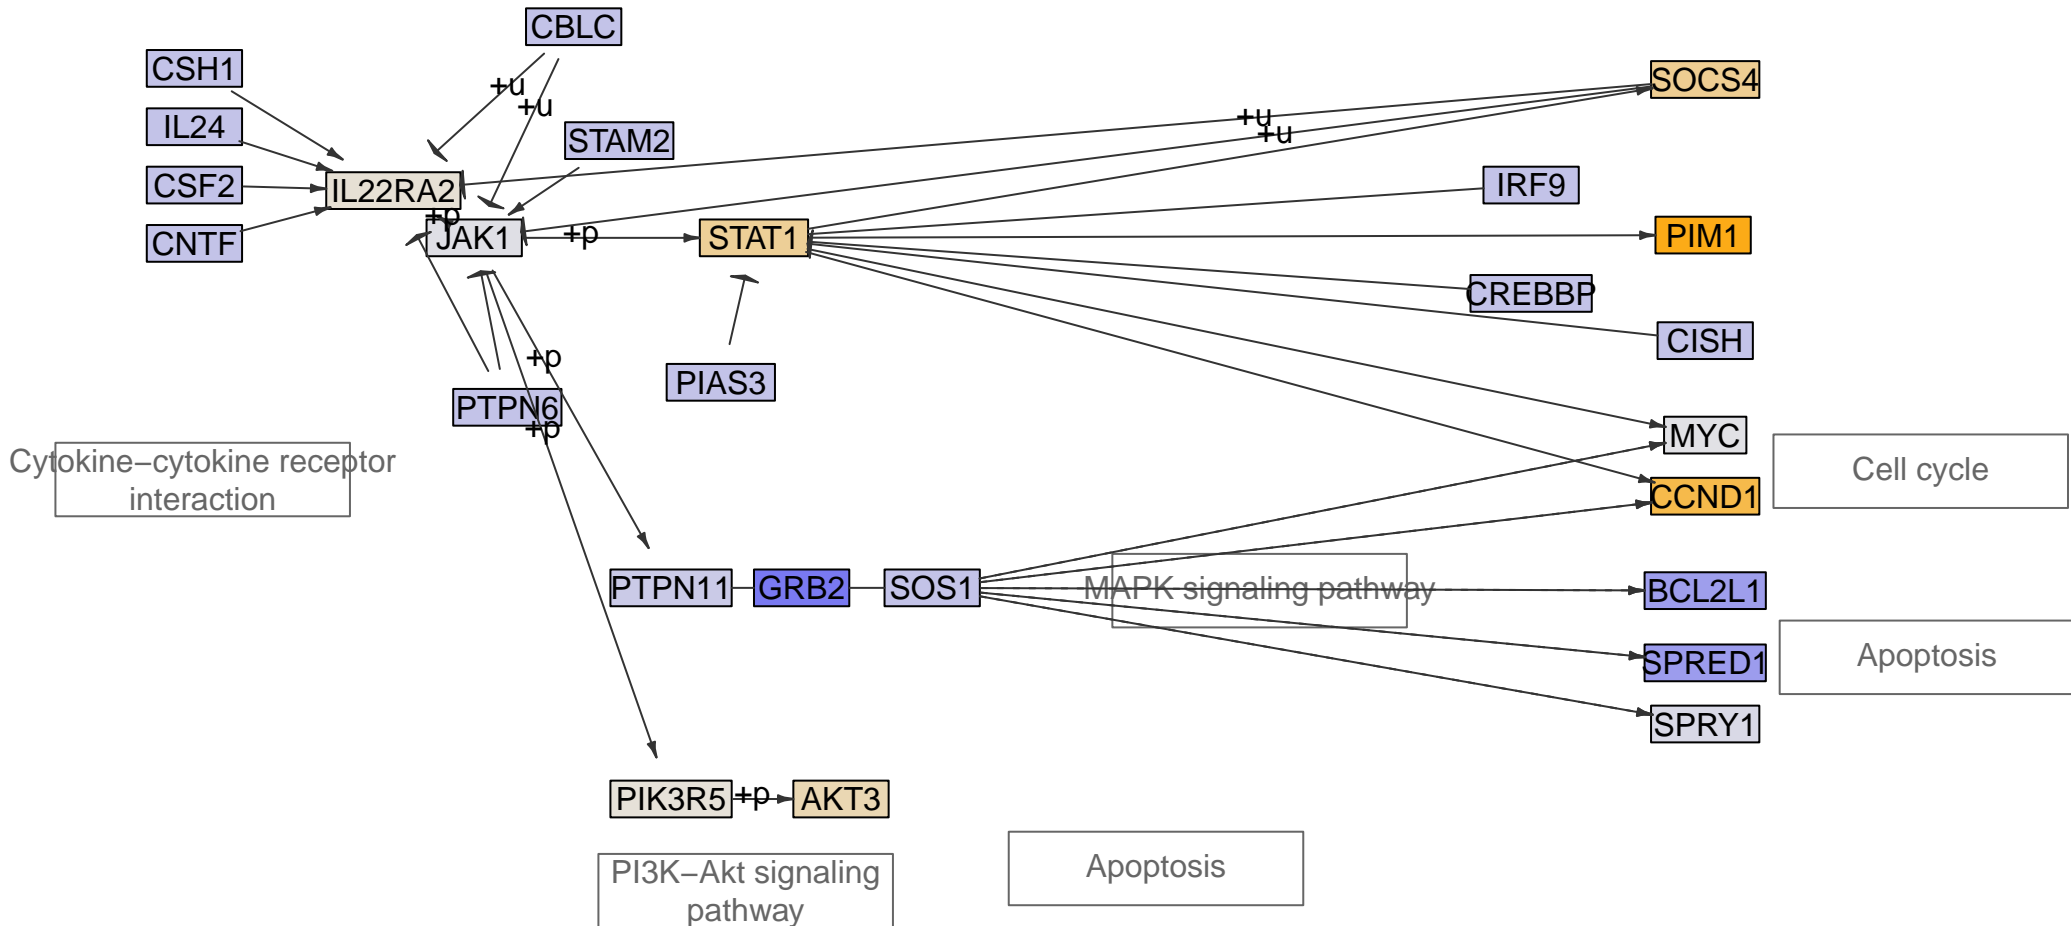 CBLC
CSH1
SOCS4
+u
+u
+u
IL24
STAM2
+u
CSF2
IL22RA2
IRF9
+p
CNTF
JAK1
+p
STAT1
PIM1
CREBBP
CISH
+p
PIAS3
PTPN6
+p
MYC
Cytokine−cytokine receptor
interaction
Cell cycle
CCND1
PTPN11
GRB2
SOS1
MAPK signaling pathway
BCL2L1
SPRED1
Apoptosis
SPRY1
PIK3R5
+p
AKT3
Apoptosis
PI3K−Akt signaling
pathway